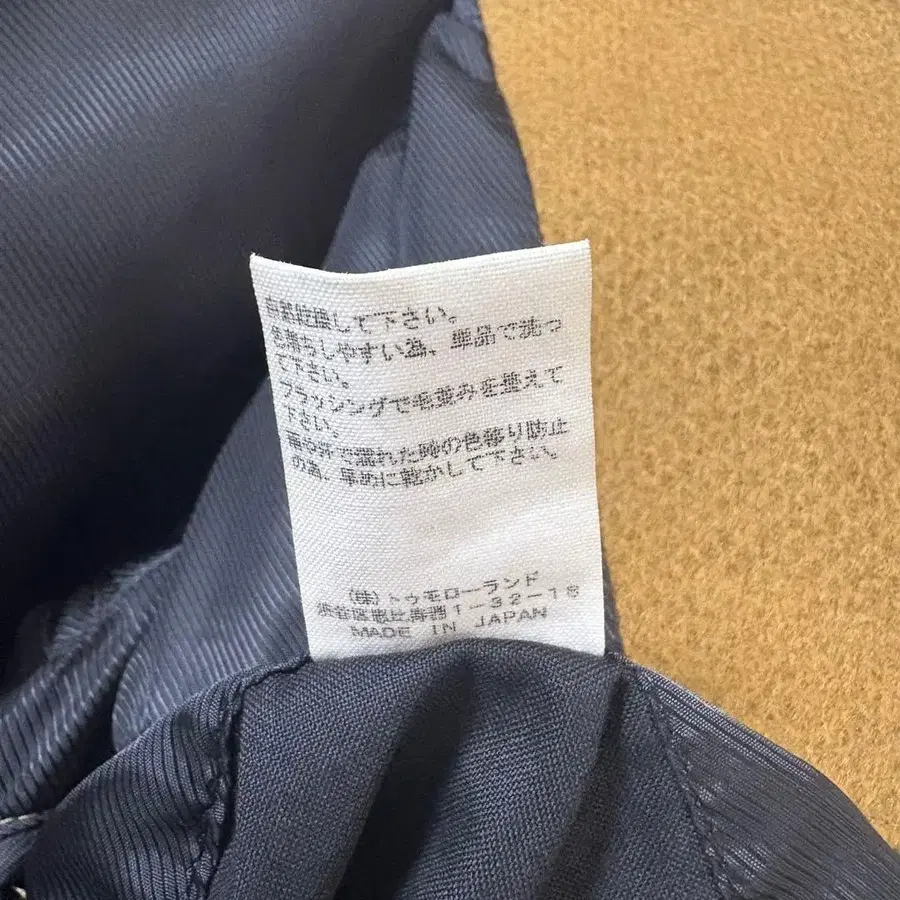 自然乾燥して下さい。
色落ちしやすい為、単品で洗っ
て下さい。
ブラッシングで毛並みを整えて
下さい。
雨や汗で濡れた時の色移り防止
の為、早めに乾かして下さい。
(株)トゥモローランド
渋谷区恵比寿西1-32-18
MADE IN JAPAN